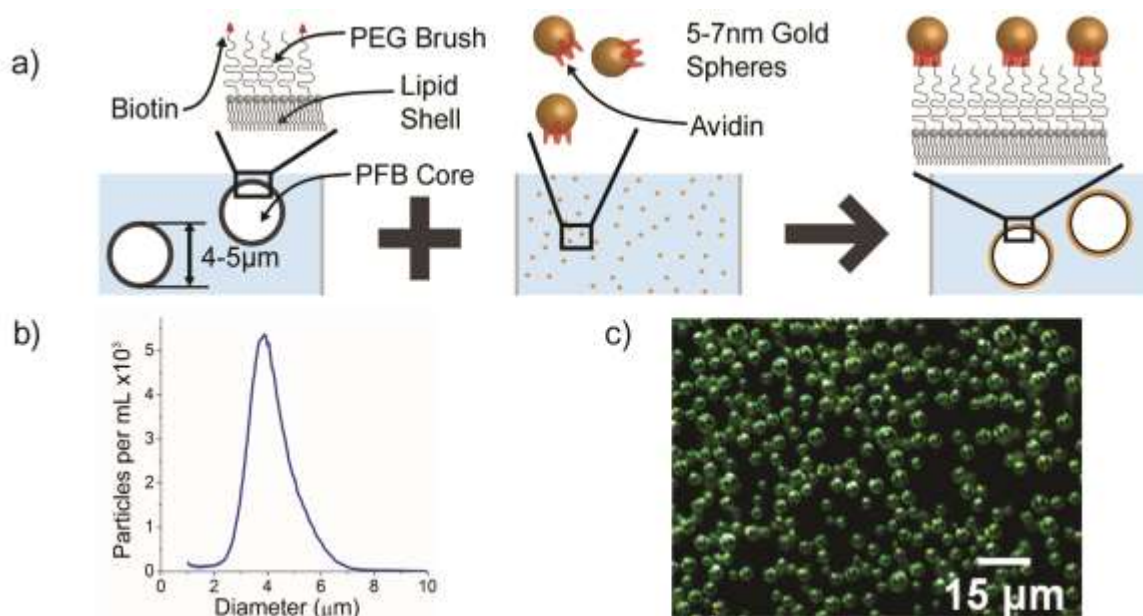 a)
PEG Brush
Biotin
Lipid
Shell
PFB Core
4-5μm
5-7nm Gold
Spheres
Avidin
b)
Particles per mL x10³
5
4
3
2
1
0
0 2 4 6 8 10
Diameter (μm)
c)
15 μm